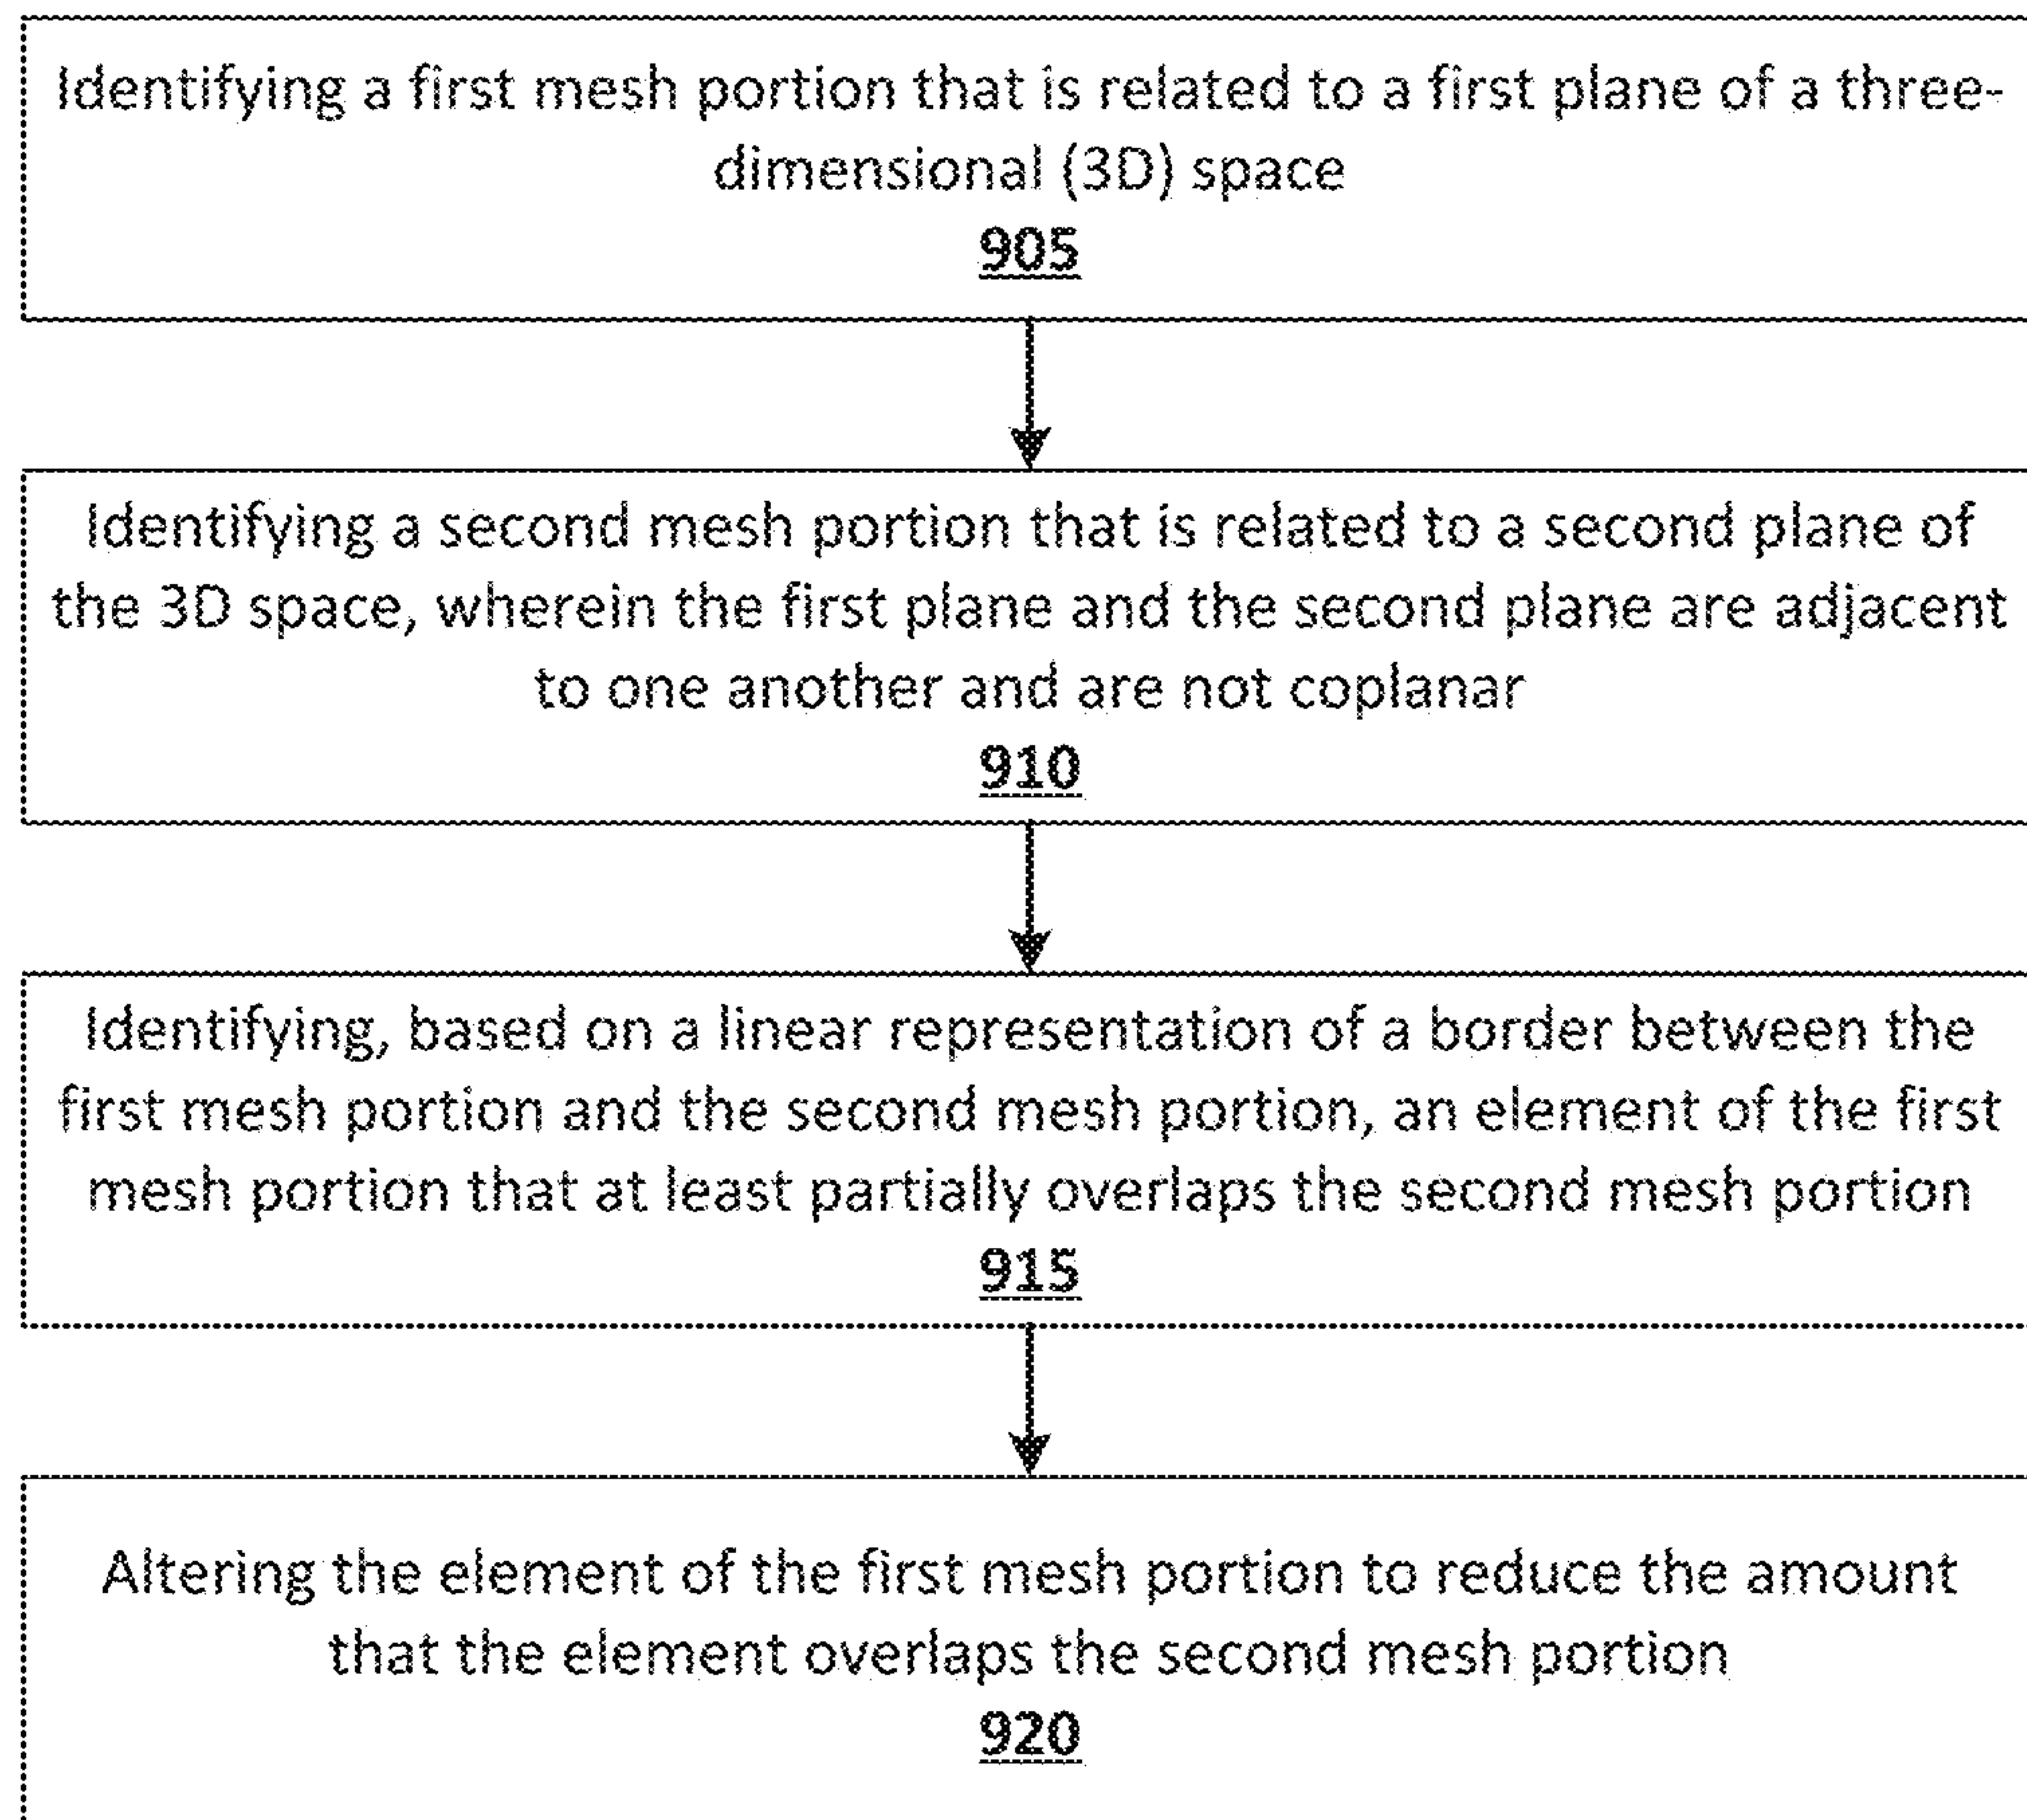 Identifying a first mesh portion that is related to a first plane of a three-
dimensional (3D) space
905
Identifying a second mesh portion that is related to a second plane of
the 3D space, wherein the first plane and the second plane are adjacent
to one another and are not coplanar
910
Identifying, based on a linear representation of a border between the
first mesh portion and the second mesh portion, an element of the first
mesh portion that at least partially overlaps the second mesh portion
915
Altering the element of the first mesh portion to reduce the amount
that the element overlaps the second mesh portion
920